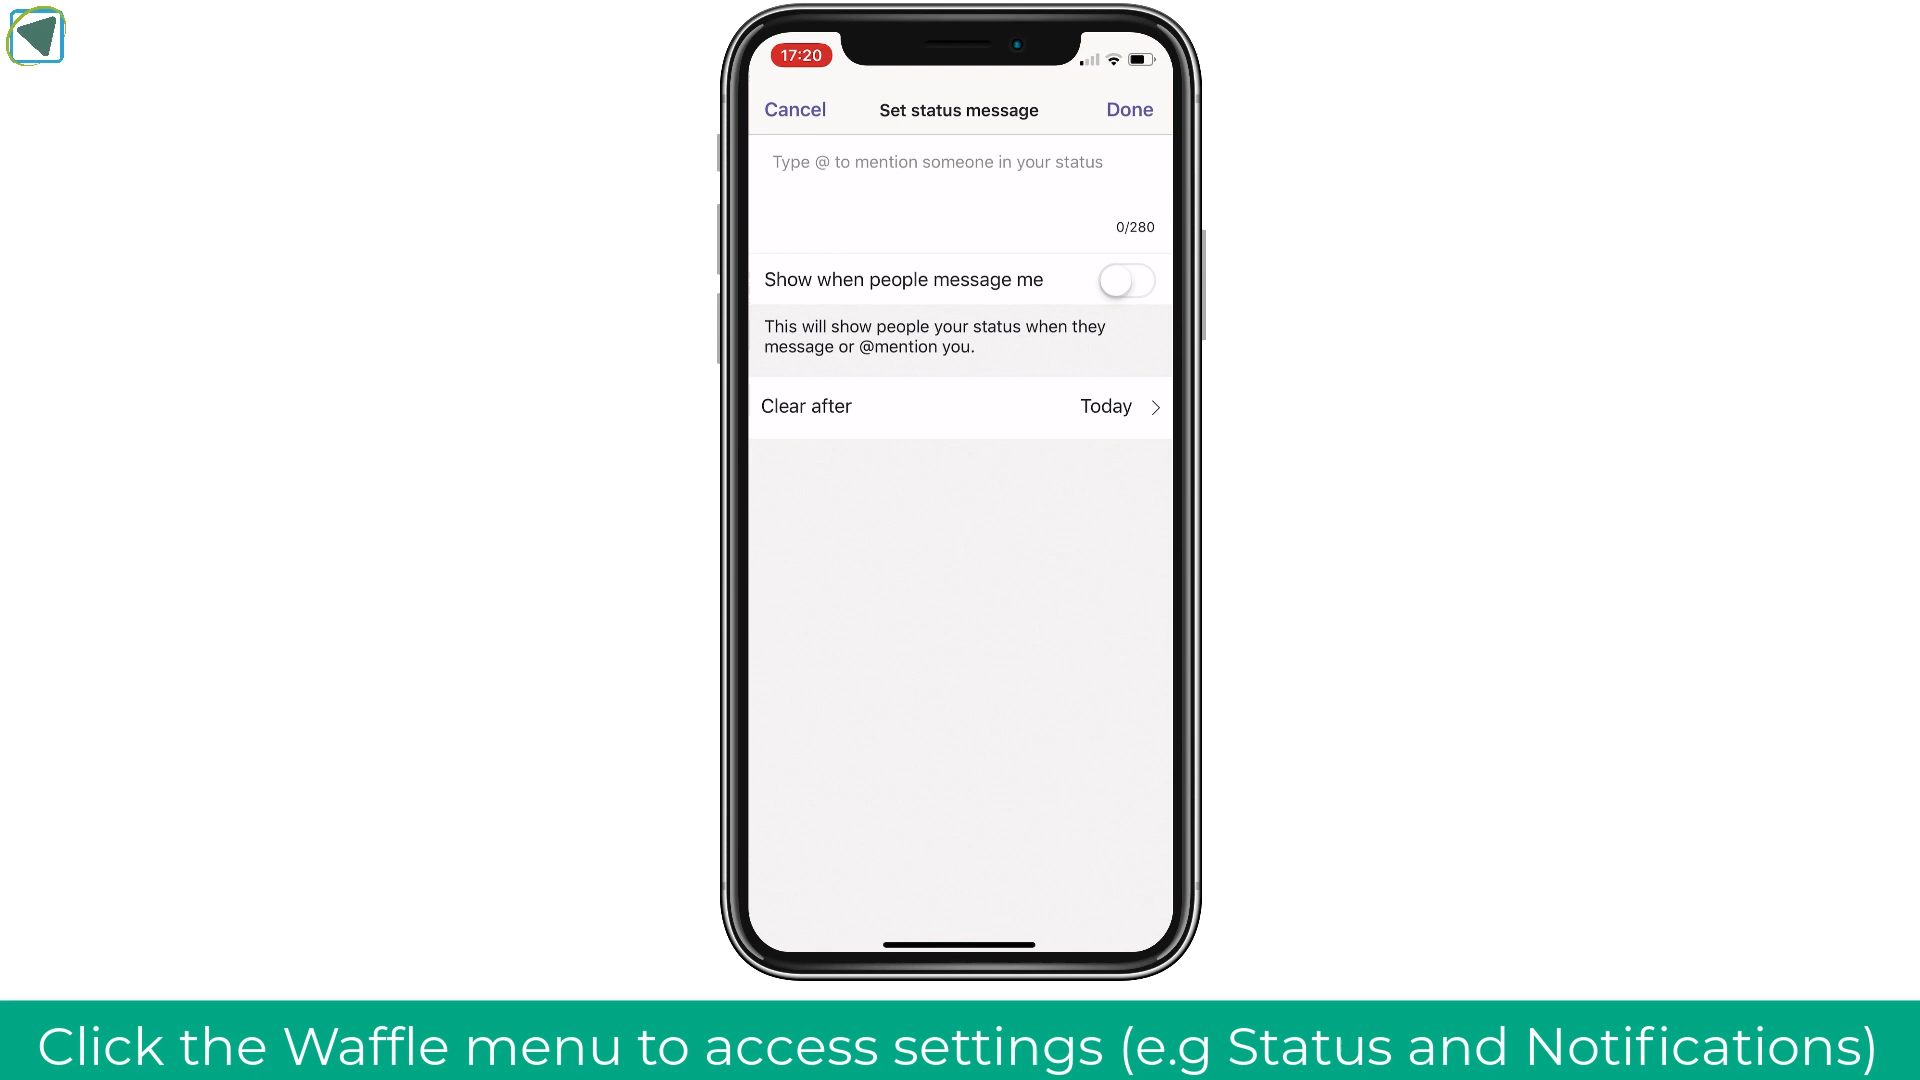 17:20
Cancel
Set status message
Done
Type @ to mention someone in your status
0/280
Show when people message me
This will show people your status when they
message or @mention you.
Clear after
Today
Click the Waffle menu to access settings (e.g Status and Notifications)